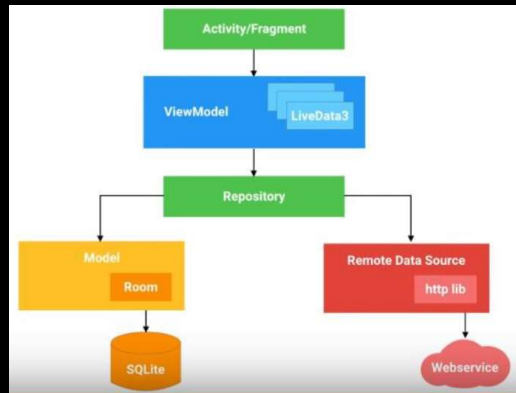 Activity/Fragment
ViewModel
LiveData3
Repository
Model
Room
Remote Data Source
http lib
SQLite
Webservice